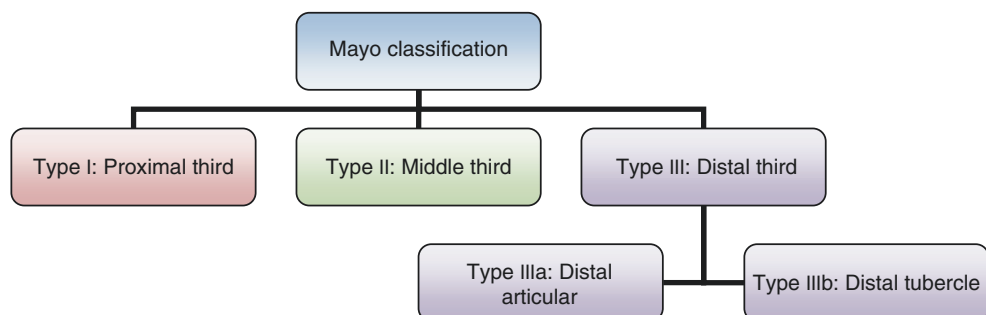 Mayo classification
Type I: Proximal third
Type II: Middle third
Type III: Distal third
Type IIIa: Distal
articular
Type IIIb: Distal tubercle